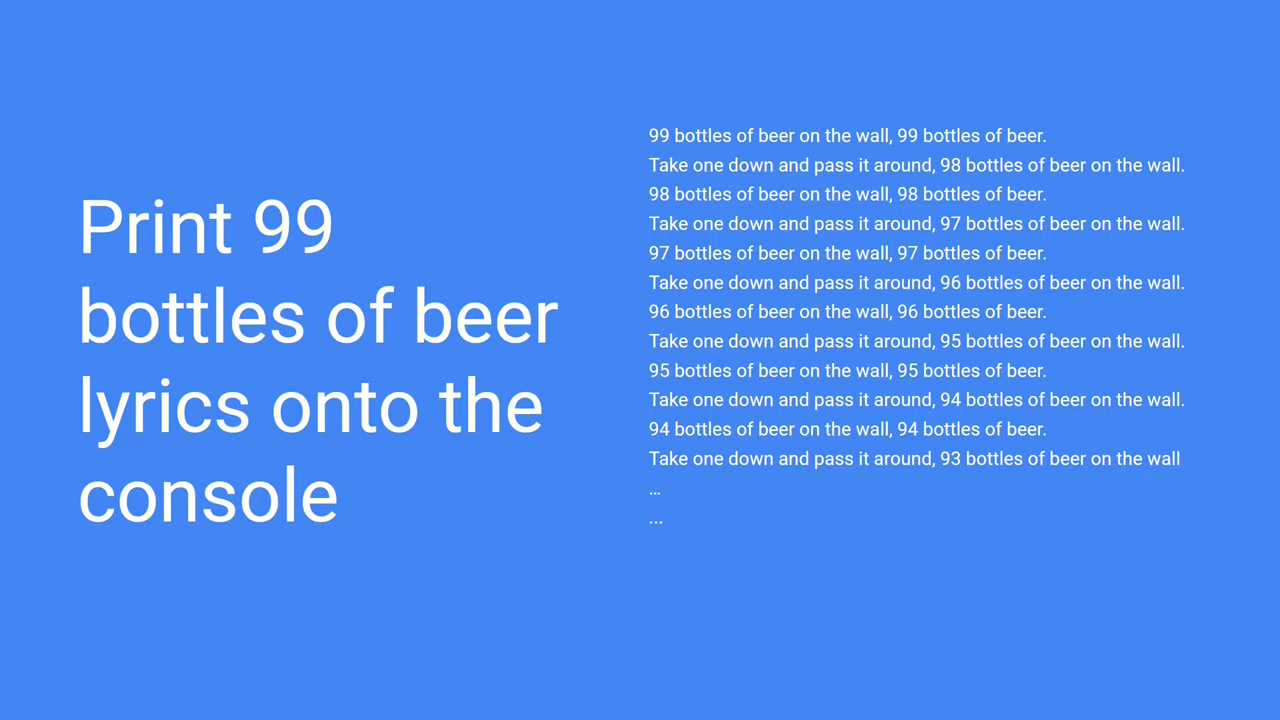 Print 99
bottles of beer
lyrics onto the
console
99 bottles of beer on the wall, 99 bottles of beer.
Take one down and pass it around, 98 bottles of beer on the wall.
98 bottles of beer on the wall, 98 bottles of beer.
Take one down and pass it around, 97 bottles of beer on the wall.
97 bottles of beer on the wall, 97 bottles of beer.
Take one down and pass it around, 96 bottles of beer on the wall.
96 bottles of beer on the wall, 96 bottles of beer.
Take one down and pass it around, 95 bottles of beer on the wall.
95 bottles of beer on the wall, 95 bottles of beer.
Take one down and pass it around, 94 bottles of beer on the wall.
94 bottles of beer on the wall, 94 bottles of beer.
Take one down and pass it around, 93 bottles of beer on the wall
…
...